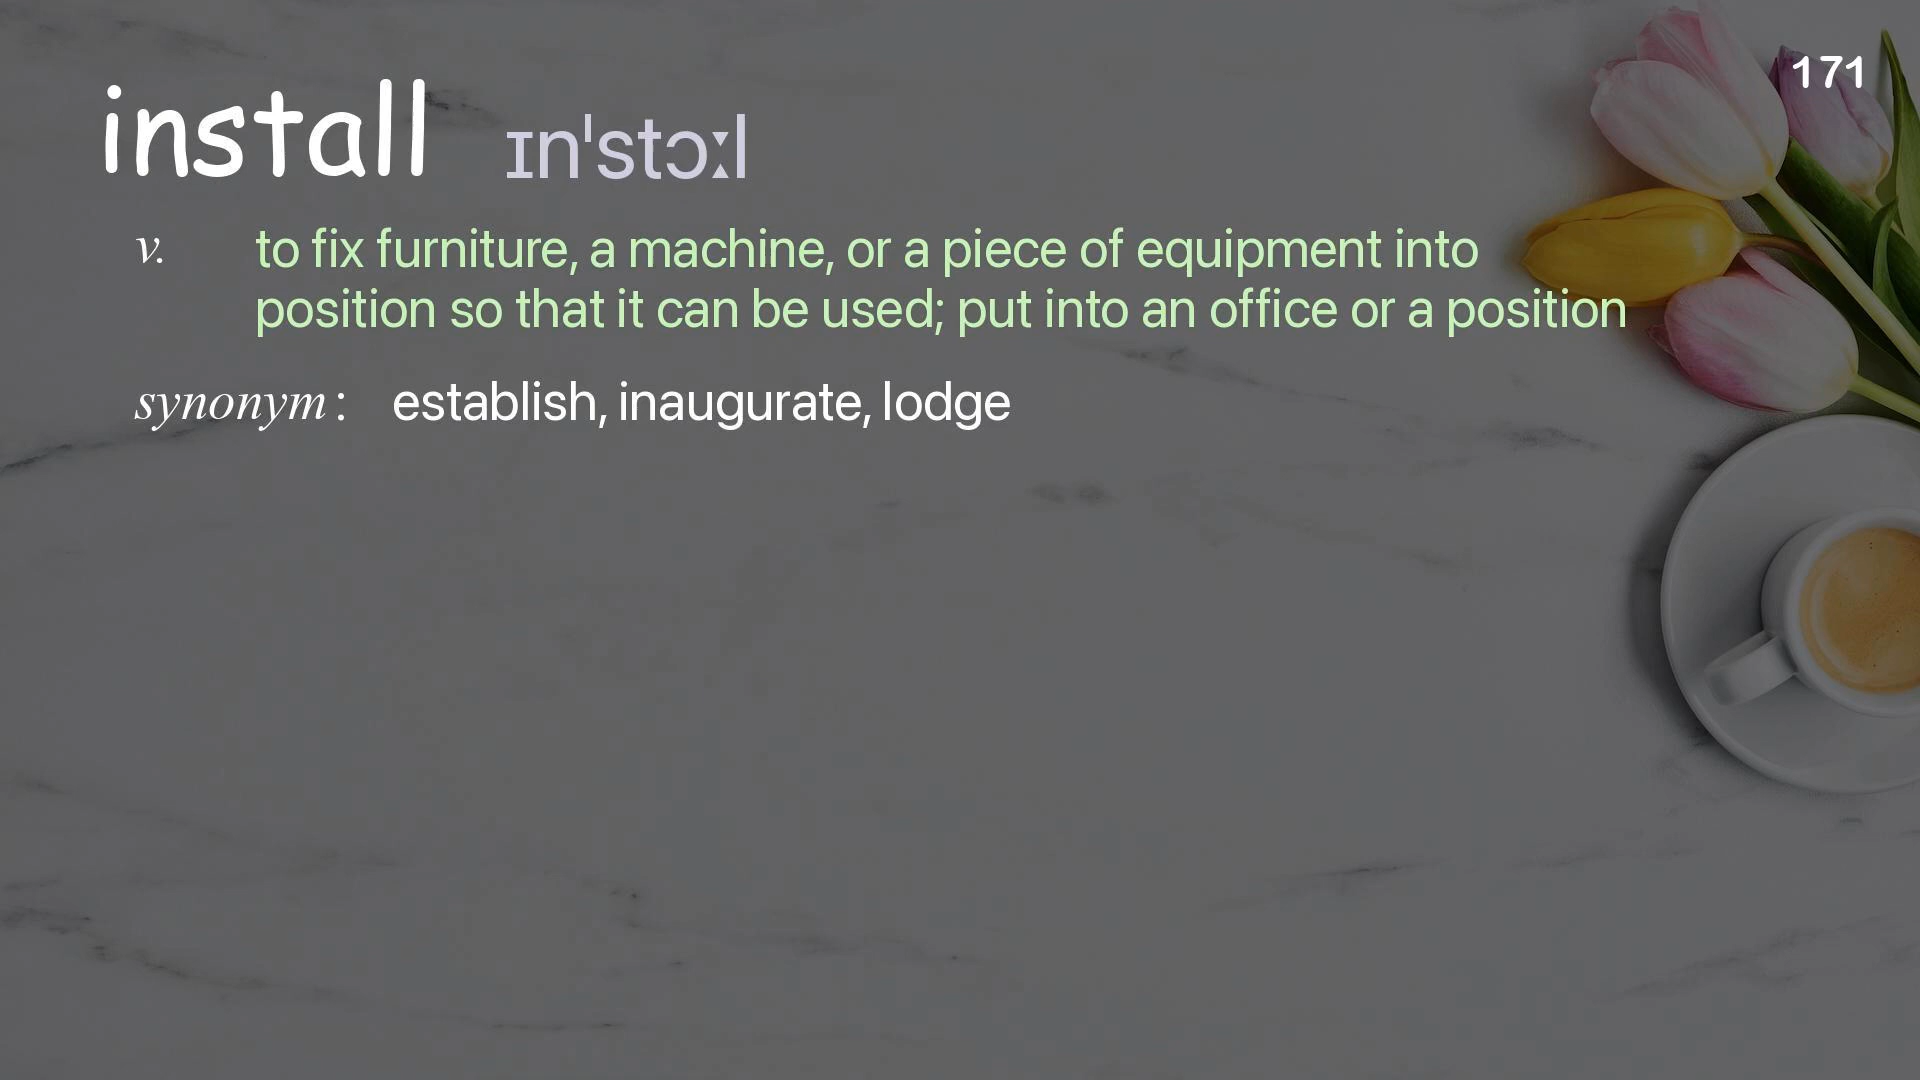 171
install ɪnˈstɔːl
v. to fix furniture, a machine, or a piece of equipment into
position so that it can be used; put into an office or a position
synonym : establish, inaugurate, lodge